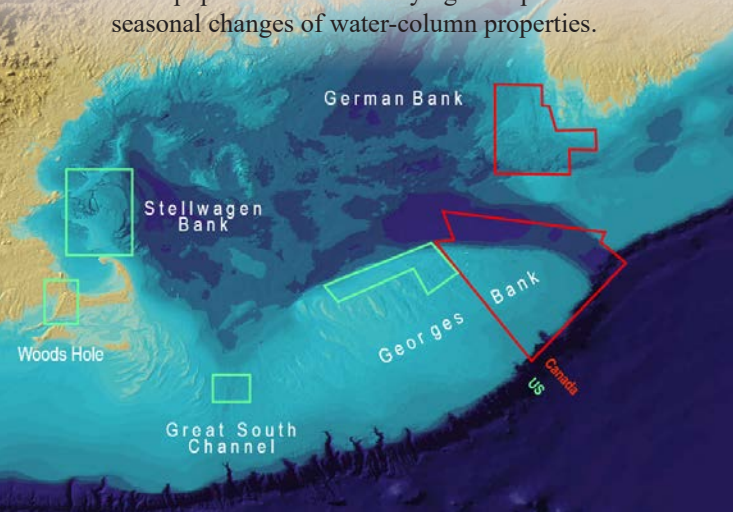 seasonal changes of water-column properties.
German Bank
Stellwagen
Bank
Georges Bank
Woods Hole
Canada
US
Great South
Channel